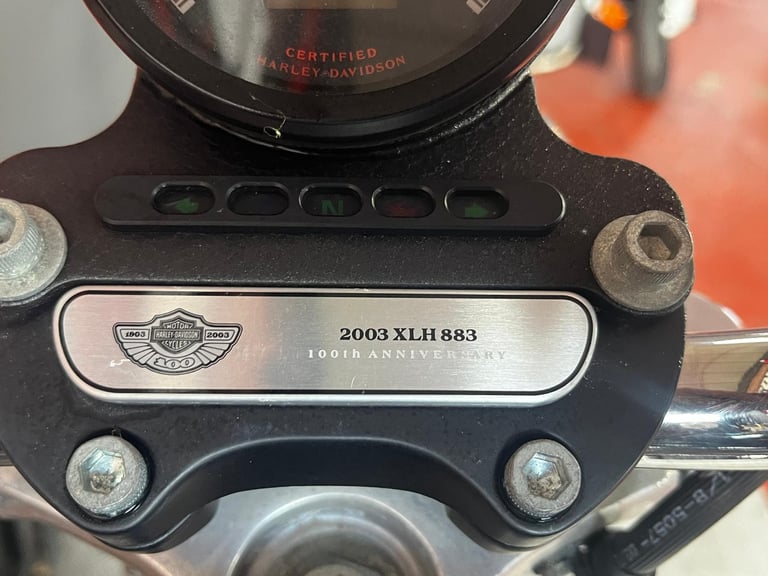 CERTIFIED
HARLEY-DAVIDSON
N
MOTOR
1903 HARLEY-DAVIDSON 2003
CYCLES
100
2003 XLH 883
100th ANNIVERSARY